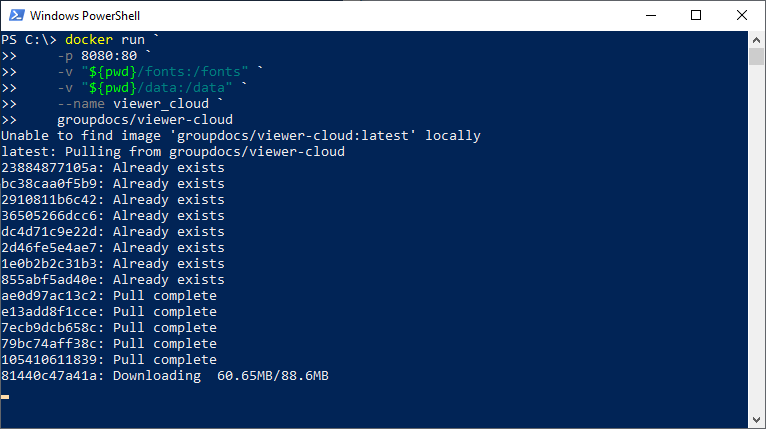 Windows PowerShell
PS C:\> docker run `
>>     -p 8080:80 `
>>     -v "${pwd}/fonts:/fonts" `
>>     -v "${pwd}/data:/data" `
>>     --name viewer_cloud `
>>     groupdocs/viewer-cloud
Unable to find image 'groupdocs/viewer-cloud:latest' locally
latest: Pulling from groupdocs/viewer-cloud
23884877105a: Already exists
bc38caa0f5b9: Already exists
2910811b6c42: Already exists
36505266dcc6: Already exists
dc4d71c9e22d: Already exists
2d46fe5e4ae7: Already exists
1e0b2b2c31b3: Already exists
855abf5ad40e: Already exists
ae0d97ac13c2: Pull complete
e13add8f1cce: Pull complete
7ecb9dcb658c: Pull complete
79bc74aff38c: Pull complete
105410611839: Pull complete
81440c47a41a: Downloading  60.65MB/88.6MB